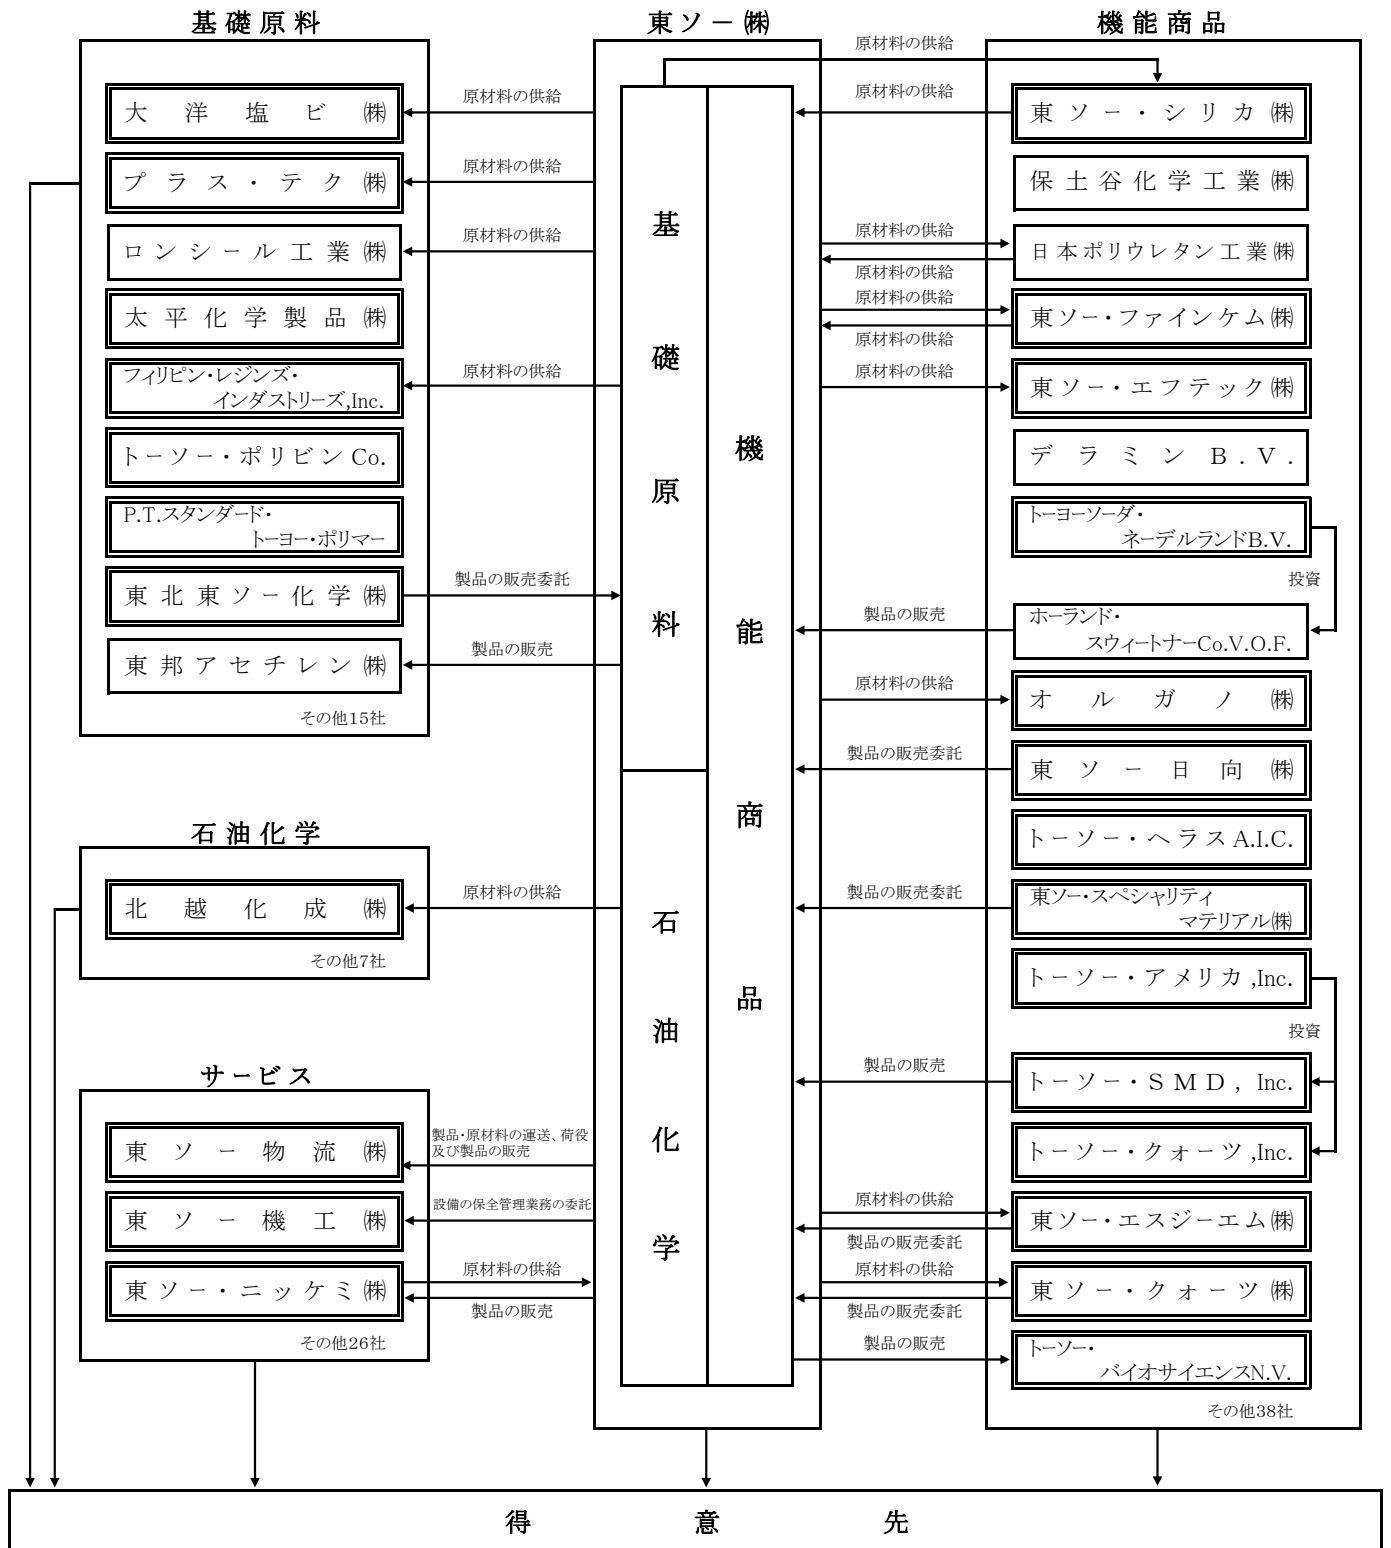 基礎原料
大洋塩ビ㈱
プラス・テク㈱
ロンシール工業㈱
太平化学製品㈱
フィリピン・レジンズ・
インダストリーズ,Inc.
トーソー・ポリビンCo.
P.T.スタンダード・
トーヨー・ポリマー
東北東ソー化学㈱
東邦アセチレン㈱
その他15社
石油化学
北越化成㈱
その他7社
サービス
東ソー物流㈱
東ソー機工㈱
東ソー・ニッケミ㈱
その他26社
原材料の供給
原材料の供給
原材料の供給
原材料の供給
製品の販売委託
製品の販売
原材料の供給
製品・原材料の運送、荷役
及び製品の販売
設備の保全管理業務の委託
原材料の供給
製品の販売
東ソー㈱
基礎原料
石油化学
機能商品
原材料の供給
原材料の供給
原材料の供給
原材料の供給
原材料の供給
原材料の供給
原材料の供給
製品の販売
原材料の供給
製品の販売委託
製品の販売委託
製品の販売
原材料の供給
製品の販売委託
原材料の供給
製品の販売委託
製品の販売
機能商品
東ソー・シリカ㈱
保土谷化学工業㈱
日本ポリウレタン工業㈱
東ソー・ファインケム㈱
東ソー・エフテック㈱
デラミンB.V.
トーヨーソーダ・
ネーデルランドB.V.
投資
ホーランド・
スウィートナーCo.V.O.F.
オルガノ㈱
東ソー日向㈱
トーソー・ヘラスA.I.C.
東ソー・スペシャリティ
マテリアル㈱
トーソー・アメリカ,Inc.
投資
トーソー・SMD, Inc.
トーソー・クォーツ,Inc.
東ソー・エスジーエム㈱
東ソー・クォーツ㈱
トーソー・
バイオサイエンスN.V.
その他38社
得意先